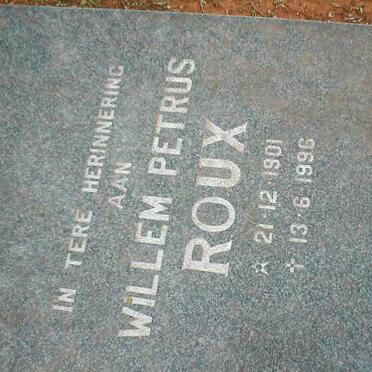 IN TERE HERINNERING
AAN
WILLEM PETRUS
ROUX
☆ 21·12·1901
✝ 13·6·1996